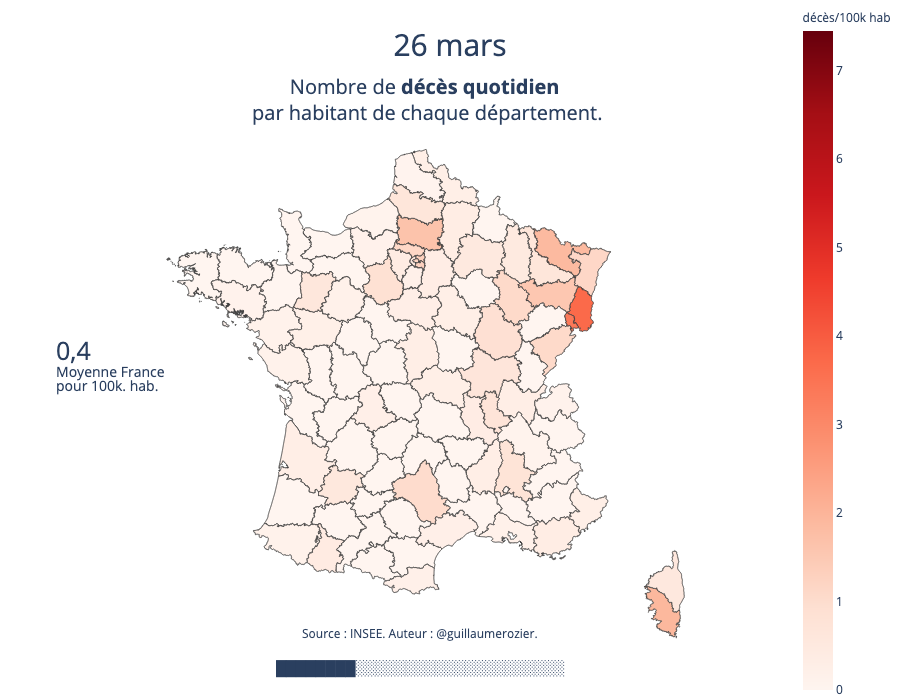 décès/100k hab
26 mars
Nombre de décès quotidien
par habitant de chaque département.
7
6
5
4
3
2
1
0
0,4
Moyenne France
pour 100k. hab.
Source : INSEE. Auteur : @guillaumerozier.